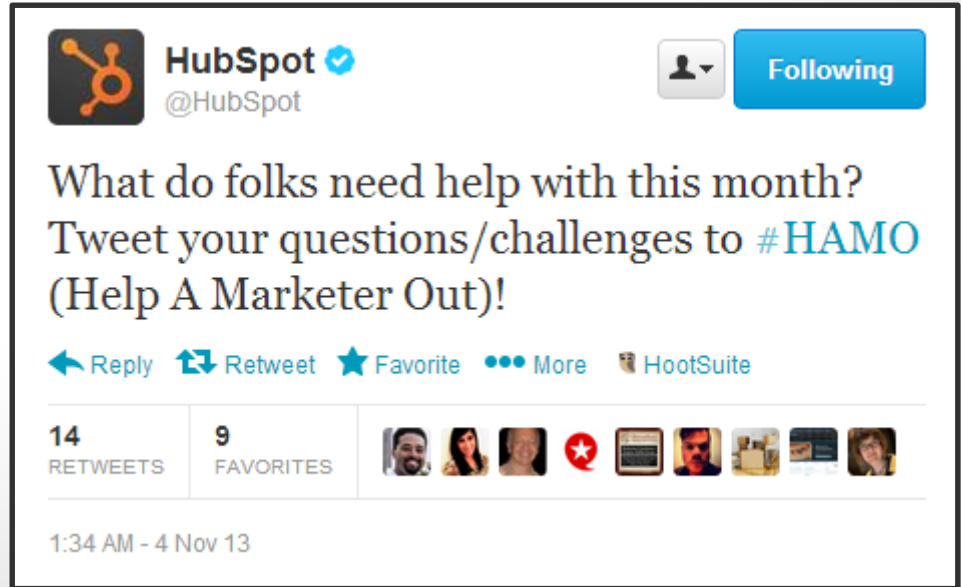 HubSpot
@HubSpot
Following
What do folks need help with this month?
Tweet your questions/challenges to #HAMO
(Help A Marketer Out)!
Reply Retweet Favorite More HootSuite
14 9
RETWEETS FAVORITES
1:34 AM - 4 Nov 13